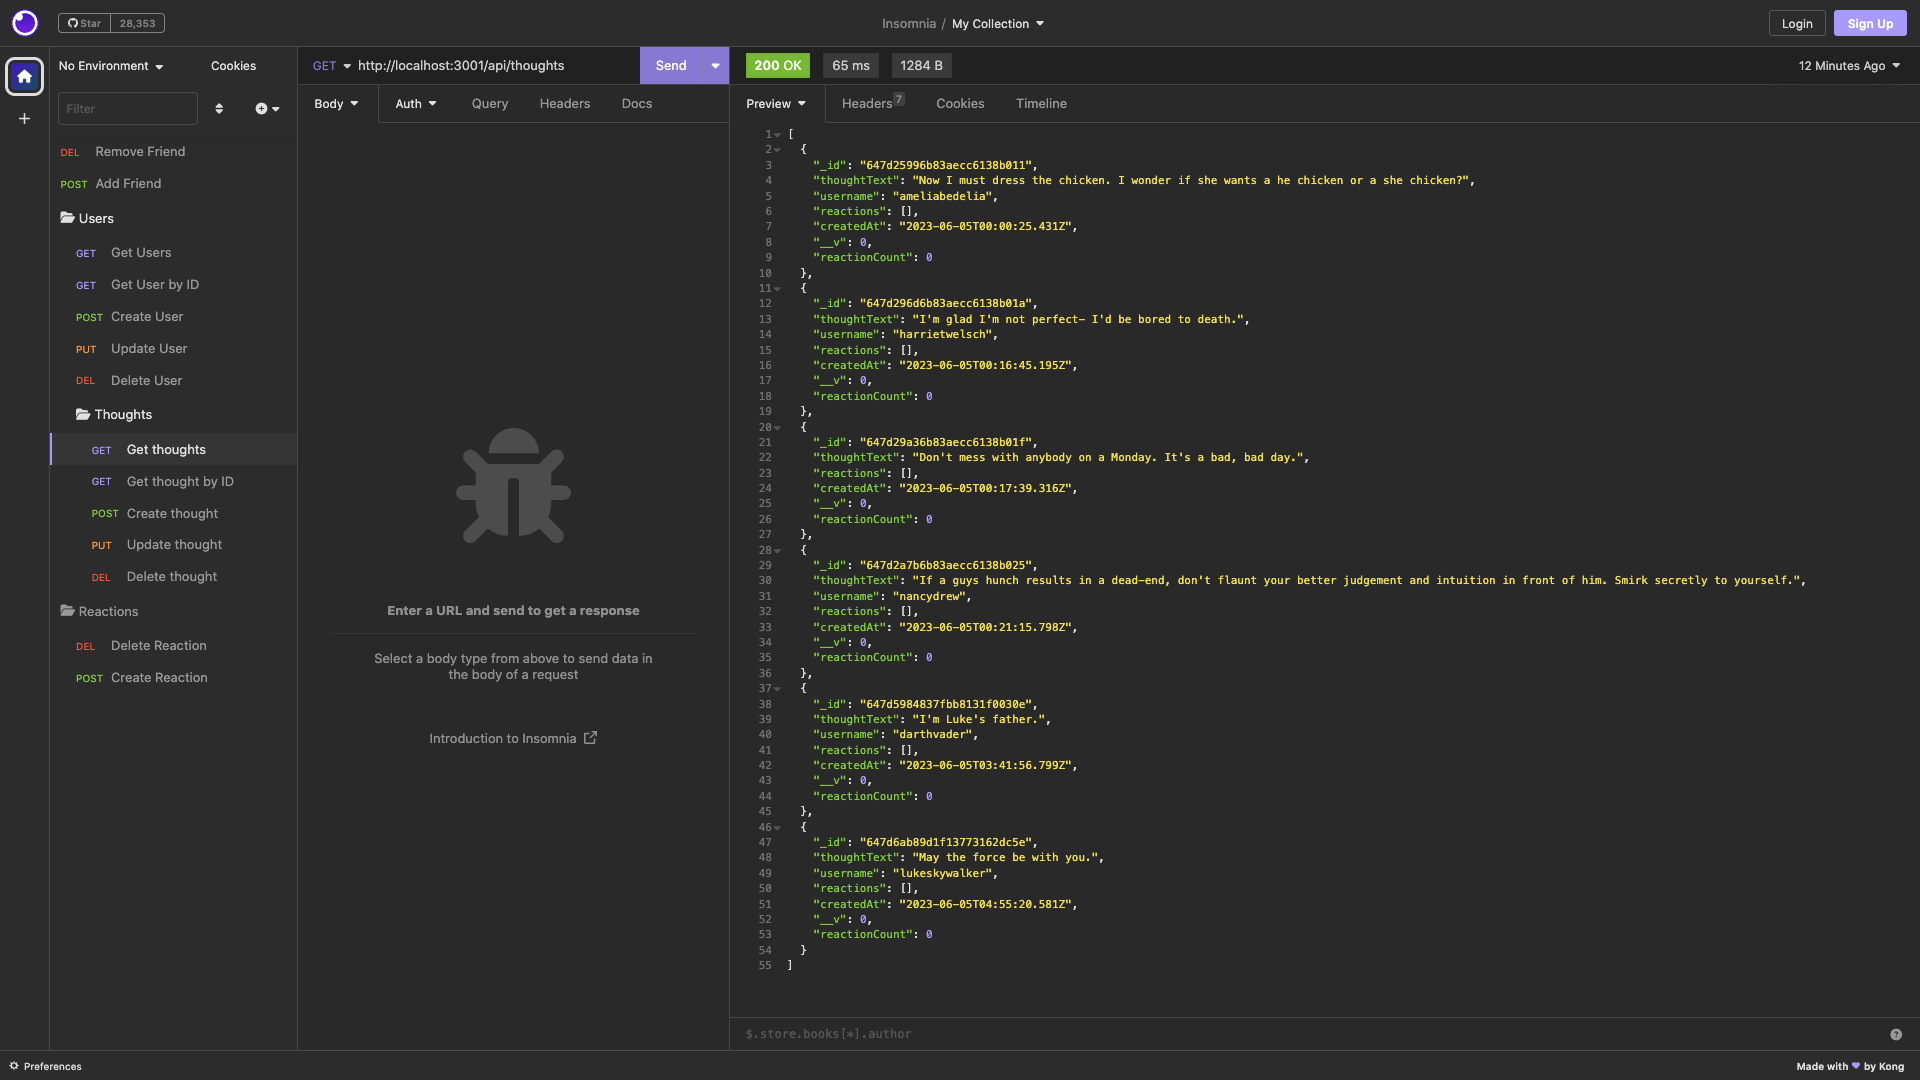 Star 28,353
Insomnia / My Collection
Login
Sign Up
No Environment
Cookies
Filter
DEL Remove Friend
POST Add Friend
Users
GET Get Users
GET Get User by ID
POST Create User
PUT Update User
DEL Delete User
Thoughts
GET Get thoughts
GET Get thought by ID
POST Create thought
PUT Update thought
DEL Delete thought
Reactions
DEL Delete Reaction
POST Create Reaction
GET http://localhost:3001/api/thoughts Send
Body Auth Query Headers Docs
Enter a URL and send to get a response
Select a body type from above to send data in
the body of a request
Introduction to Insomnia
200 OK 65 ms 1284 B 12 Minutes Ago
Preview Headers 7 Cookies Timeline
1 [
2 {
3 "_id": "647d25996b83aecc6138b011",
4 "thoughtText": "Now I must dress the chicken. I wonder if she wants a he chicken or a she chicken?",
5 "username": "ameliabedelia",
6 "reactions": [],
7 "createdAt": "2023-06-05T00:00:25.431Z",
8 "__v": 0,
9 "reactionCount": 0
10 },
11 {
12 "_id": "647d296d6b83aecc6138b01a",
13 "thoughtText": "I'm glad I'm not perfect- I'd be bored to death.",
14 "username": "harrietwelsch",
15 "reactions": [],
16 "createdAt": "2023-06-05T00:16:45.195Z",
17 "__v": 0,
18 "reactionCount": 0
19 },
20 {
21 "_id": "647d29a36b83aecc6138b01f",
22 "thoughtText": "Don't mess with anybody on a Monday. It's a bad, bad day.",
23 "reactions": [],
24 "createdAt": "2023-06-05T00:17:39.316Z",
25 "__v": 0,
26 "reactionCount": 0
27 },
28 {
29 "_id": "647d2a7b6b83aecc6138b025",
30 "thoughtText": "If a guys hunch results in a dead-end, don't flaunt your better judgement and intuition in front of him. Smirk secretly to yourself.",
31 "username": "nancydrew",
32 "reactions": [],
33 "createdAt": "2023-06-05T00:21:15.798Z",
34 "__v": 0,
35 "reactionCount": 0
36 },
37 {
38 "_id": "647d5984837fbb8131f0030e",
39 "thoughtText": "I'm Luke's father.",
40 "username": "darthvader",
41 "reactions": [],
42 "createdAt": "2023-06-05T03:41:56.799Z",
43 "__v": 0,
44 "reactionCount": 0
45 },
46 {
47 "_id": "647d6ab89d1f13773162dc5e",
48 "thoughtText": "May the force be with you.",
49 "username": "lukeskywalker",
50 "reactions": [],
51 "createdAt": "2023-06-05T04:55:20.581Z",
52 "__v": 0,
53 "reactionCount": 0
54 }
55 ]
$.store.books[*].author
Preferences
Made with ♥ by Kong